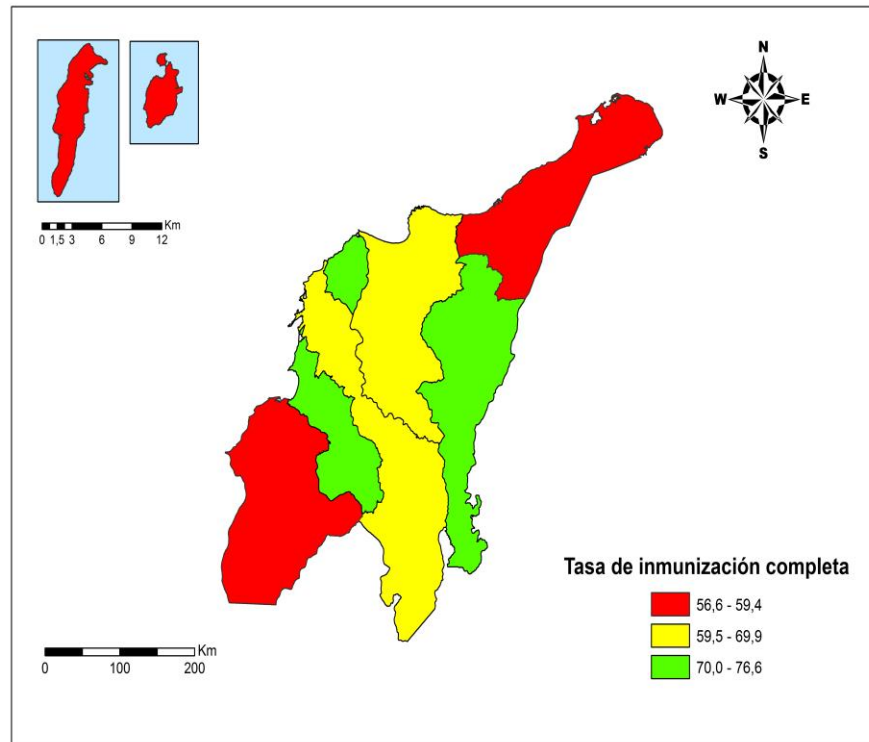 N
W E
S
Km
0 1,5 3 6 9 12
Tasa de inmunización completa
56,6 - 59,4
59,5 - 69,9
70,0 - 76,6
Km
0 100 200